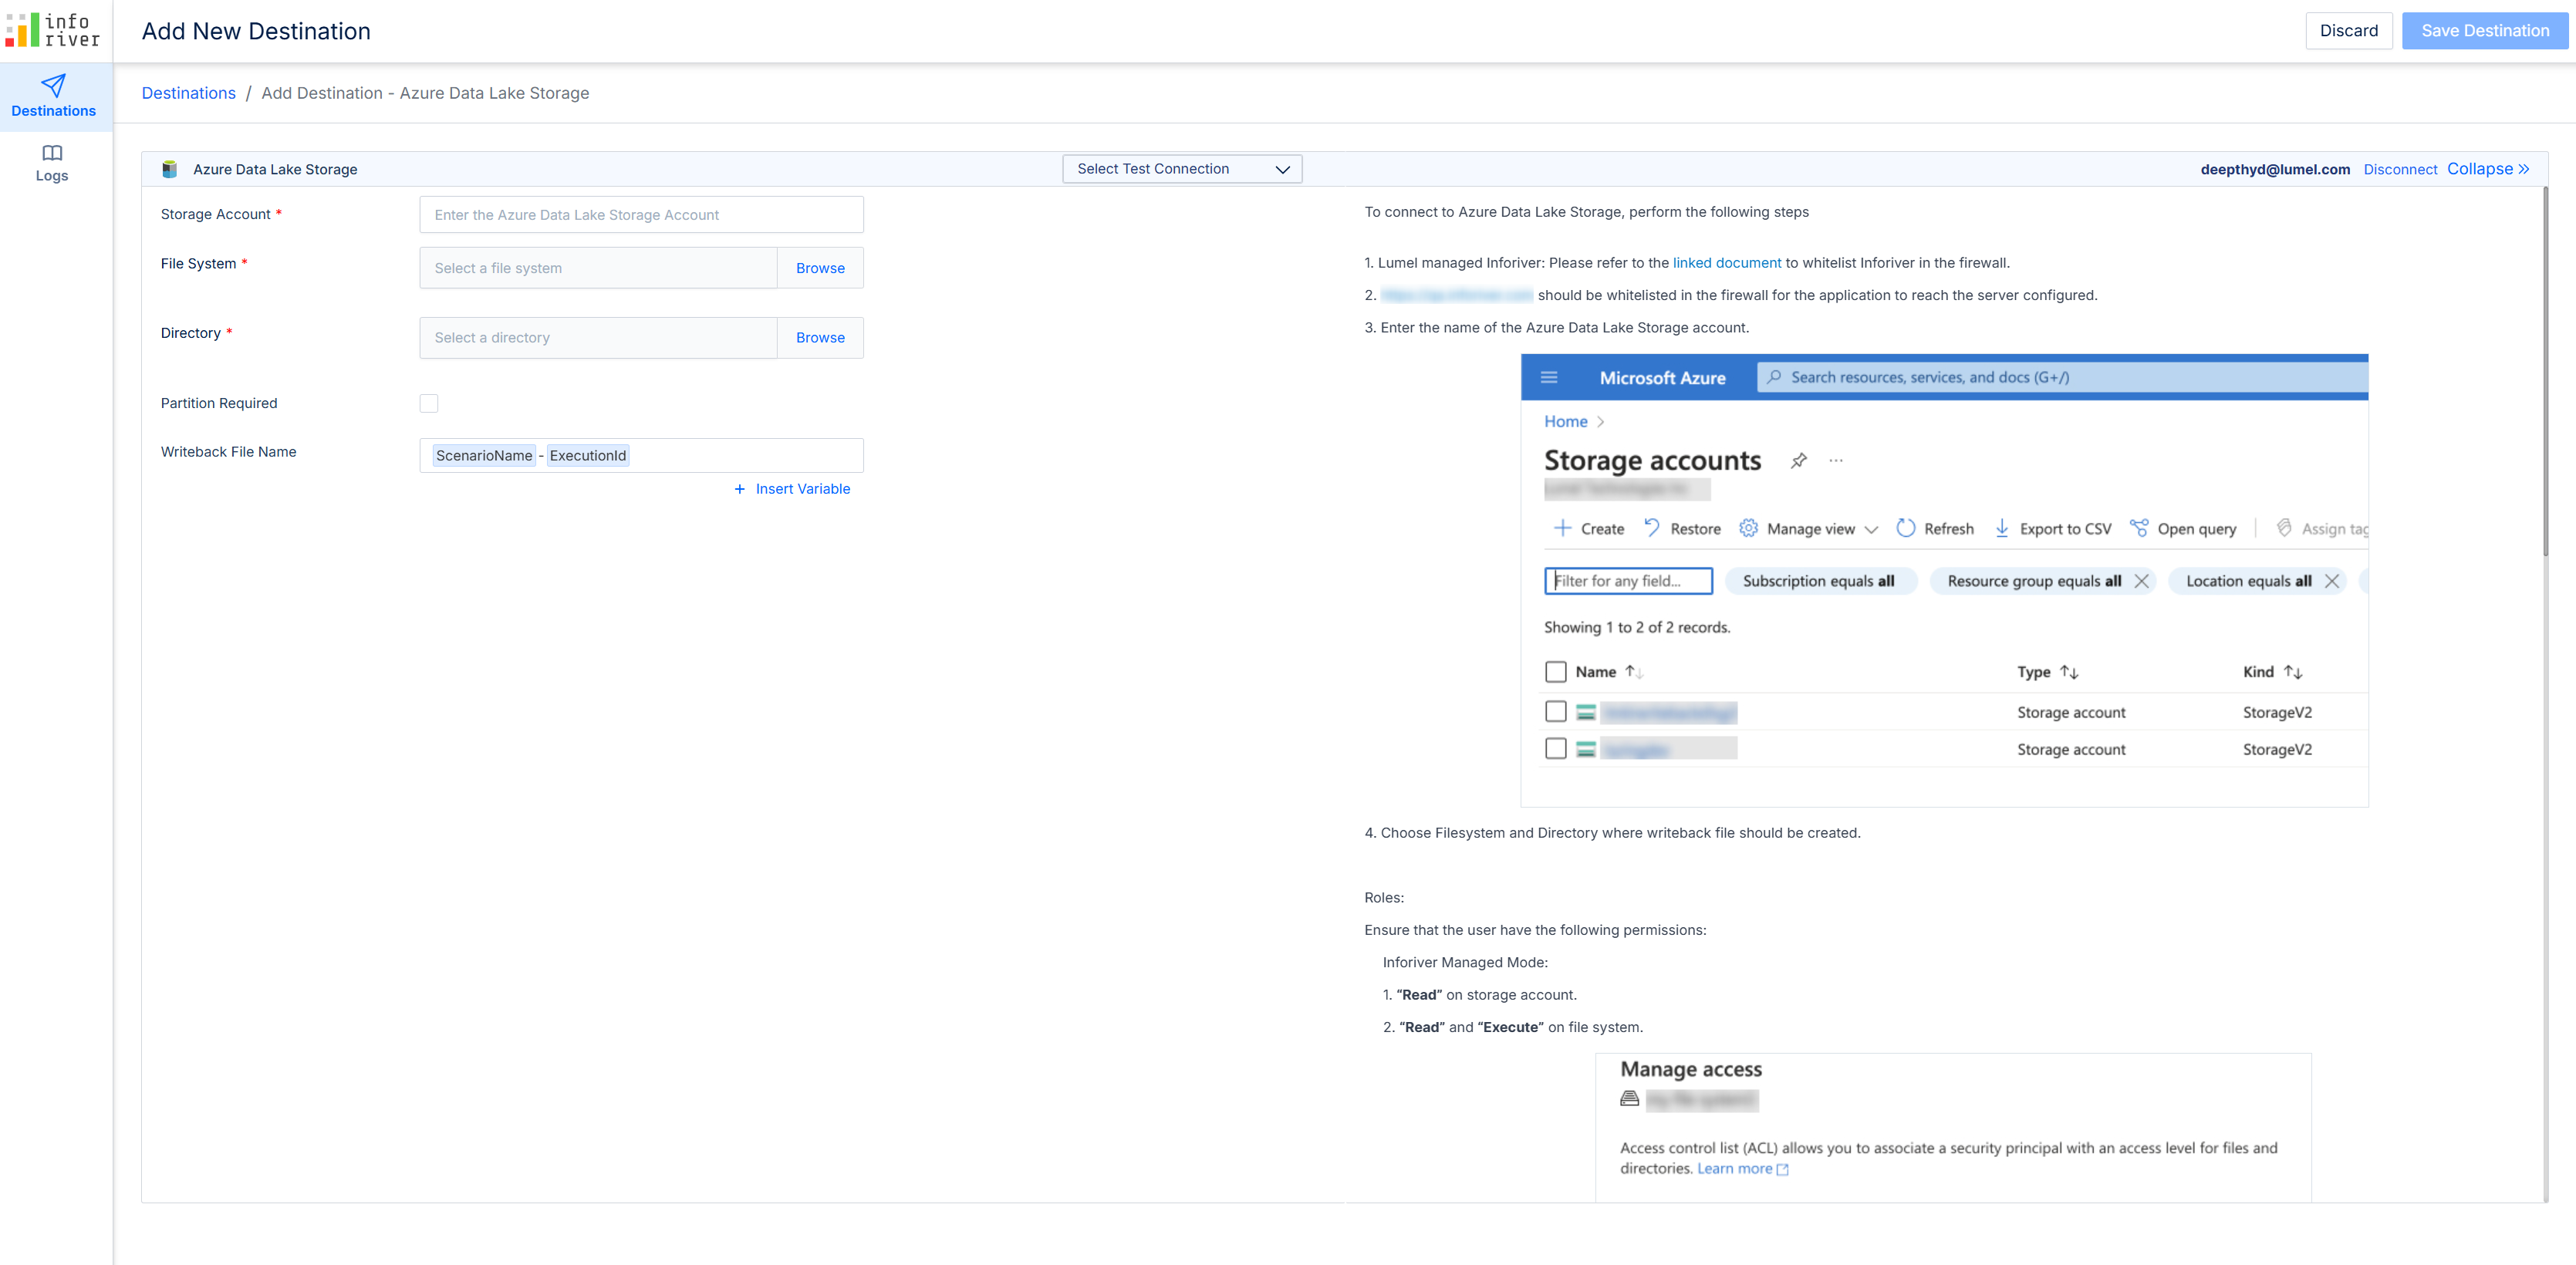 info
river
Add New Destination
Discard
Save Destination
Destinations
Logs
Destinations / Add Destination - Azure Data Lake Storage
Azure Data Lake Storage
Select Test Connection
deepthyd@lumel.com Disconnect Collapse »
Storage Account *
Enter the Azure Data Lake Storage Account
File System *
Select a file system
Browse
Directory *
Select a directory
Browse
Partition Required
Writeback File Name
ScenarioName - ExecutionId
+ Insert Variable
To connect to Azure Data Lake Storage, perform the following steps
1. Lumel managed Inforiver: Please refer to the linked document to whitelist Inforiver in the firewall.
2. should be whitelisted in the firewall for the application to reach the server configured.
3. Enter the name of the Azure Data Lake Storage account.
Microsoft Azure
Search resources, services, and docs (G+/)
Home >
Storage accounts ...
Create Restore Manage view Refresh Export to CSV Open query Assign tag
Filter for any field... Subscription equals all Resource group equals all Location equals all
Showing 1 to 2 of 2 records.
Name Type Kind
Storage account StorageV2
Storage account StorageV2
4. Choose Filesystem and Directory where writeback file should be created.
Roles:
Ensure that the user have the following permissions:
Inforiver Managed Mode:
1. “Read” on storage account.
2. “Read” and “Execute” on file system.
Manage access
Access control list (ACL) allows you to associate a security principal with an access level for files and
directories. Learn more